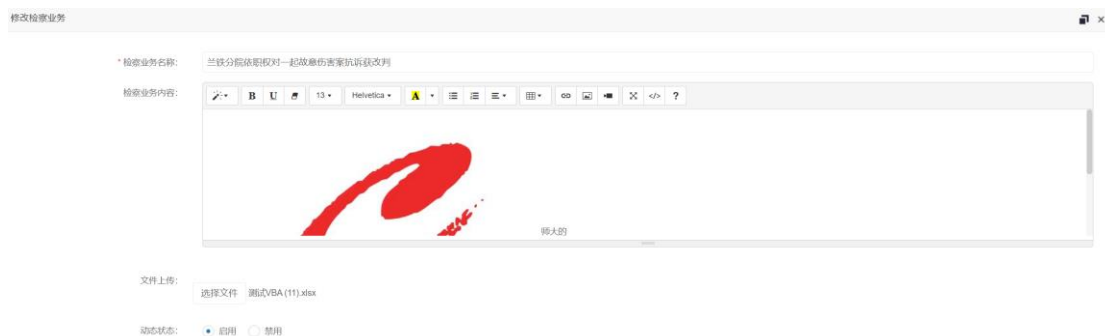 修改检察业务
* 检察业务名称: 兰铁分院依职权对一起故意伤害案抗诉获改判
检察业务内容:
B U 13 Helvetica A </> ?
师大的
文件上传:
选择文件 测试VBA (11).xlsx
动态状态: 启用 禁用